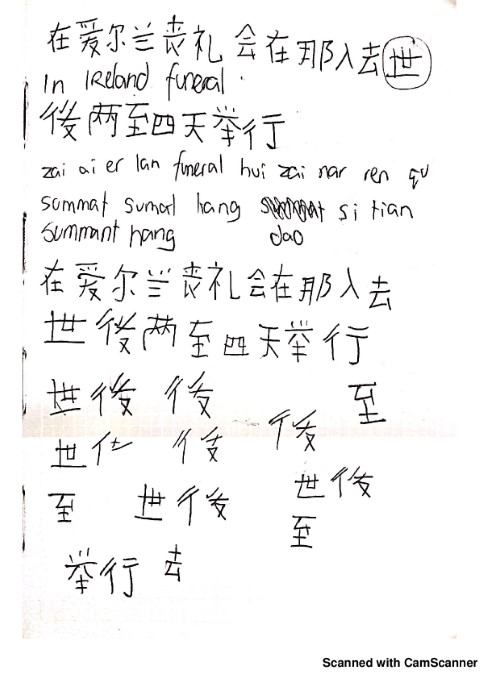 在爱尔兰丧礼会在那人去世
In IReland funeral.
後两至四天举行
zai ai er lan funeral hui zai nar ren qu
summat sumat hang si tian
summant hang dao
在爱尔兰丧礼会在那人去
世後两至四天举行
世後 後 至
世 後 後
至 世後 世後
至
举行 去
Scanned with CamScanner